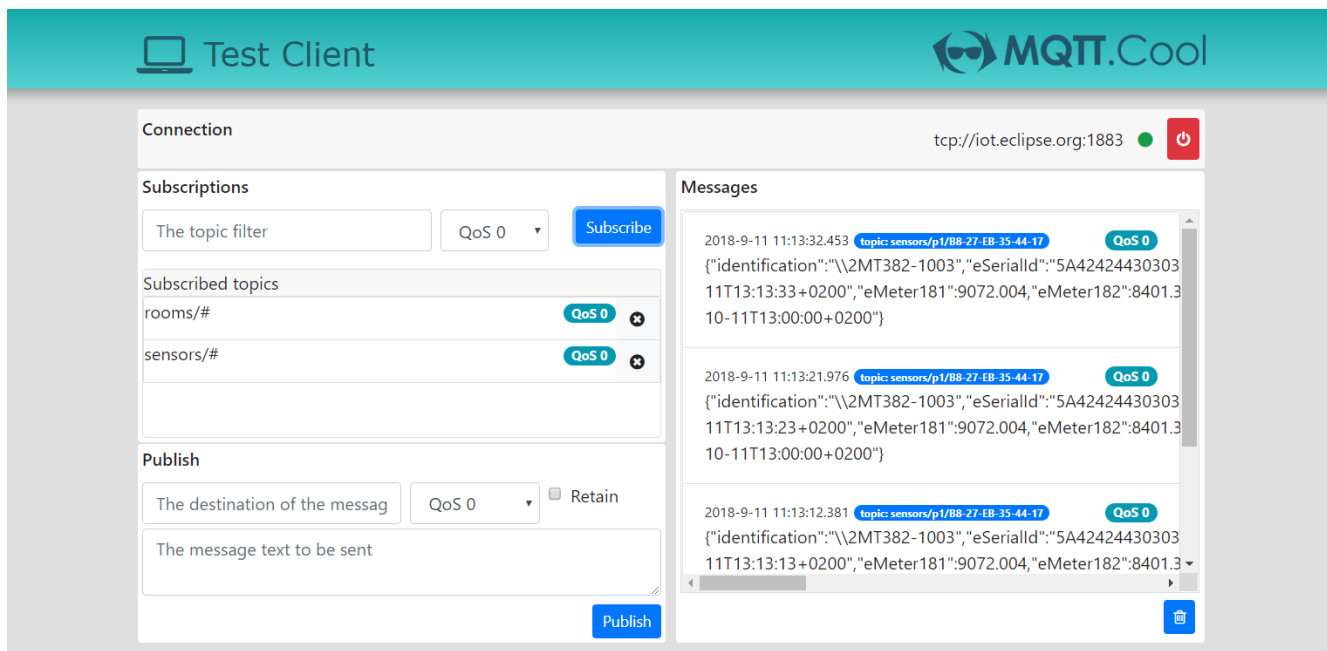 Test Client
MQTT.Cool
Connection
tcp://iot.eclipse.org:1883
Subscriptions
The topic filter
QoS 0
Subscribe
Subscribed topics
rooms/#
QoS 0
sensors/#
QoS 0
Publish
The destination of the messag
QoS 0
Retain
The message text to be sent
Publish
Messages
2018-9-11 11:13:32.453 topic: sensors/p1/B8-27-EB-35-44-17 QoS 0
{"identification":"\\2MT382-1003","eSerialId":"5A42424430303
11T13:13:33+0200","eMeter181":9072.004,"eMeter182":8401.3
10-11T13:00:00+0200"}
2018-9-11 11:13:21.976 topic: sensors/p1/B8-27-EB-35-44-17 QoS 0
{"identification":"\\2MT382-1003","eSerialId":"5A42424430303
11T13:13:23+0200","eMeter181":9072.004,"eMeter182":8401.3
10-11T13:00:00+0200"}
2018-9-11 11:13:12.381 topic: sensors/p1/B8-27-EB-35-44-17 QoS 0
{"identification":"\\2MT382-1003","eSerialId":"5A42424430303
11T13:13:13+0200","eMeter181":9072.004,"eMeter182":8401.3